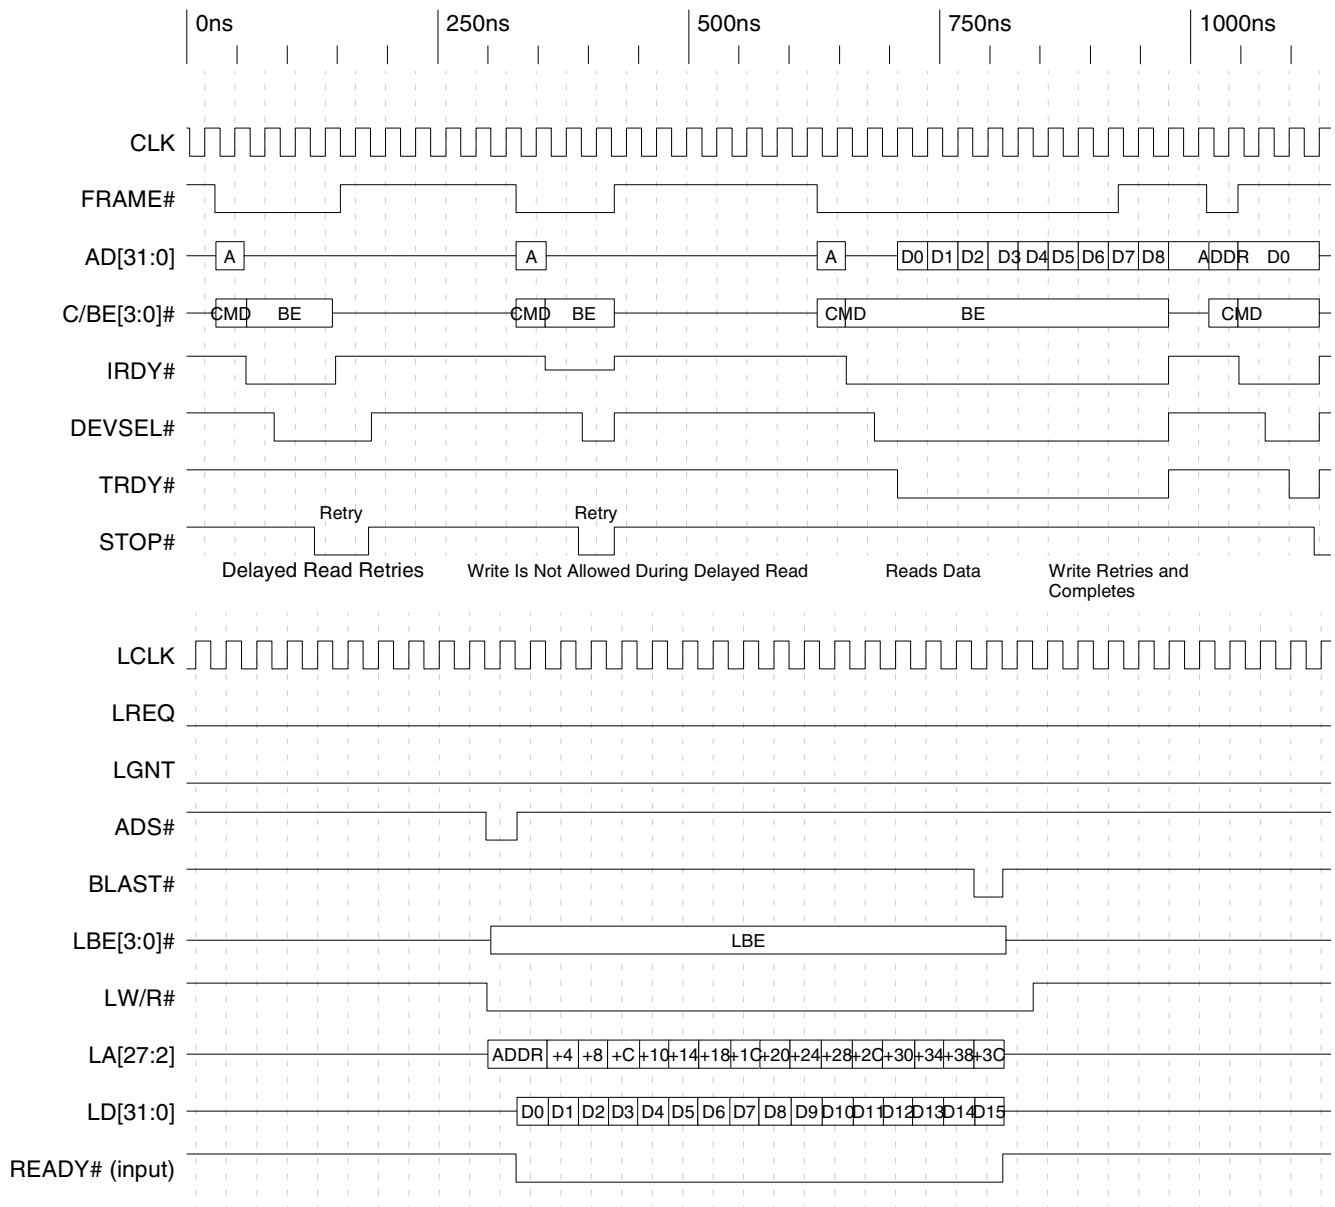 0ns 250ns 500ns 750ns 1000ns
CLK
FRAME#
AD[31:0] A A A D0 D1 D2 D3 D4 D5 D6 D7 D8 ADDR D0
C/BE[3:0]# CMD BE CMD BE CMD BE CMD
IRDY#
DEVSEL#
TRDY#
Retry Retry
STOP#
Delayed Read Retries Write Is Not Allowed During Delayed Read Reads Data Write Retries and
Completes
LCLK
LREQ
LGNT
ADS#
BLAST#
LBE[3:0]# LBE
LW/R#
LA[27:2] ADDR +4 +8 +C +10 +14 +18 +1C +20 +24 +28 +2C +30 +34 +38 +3C
LD[31:0] D0 D1 D2 D3 D4 D5 D6 D7 D8 D9 D10 D11 D12 D13 D14 D15
READY# (input)